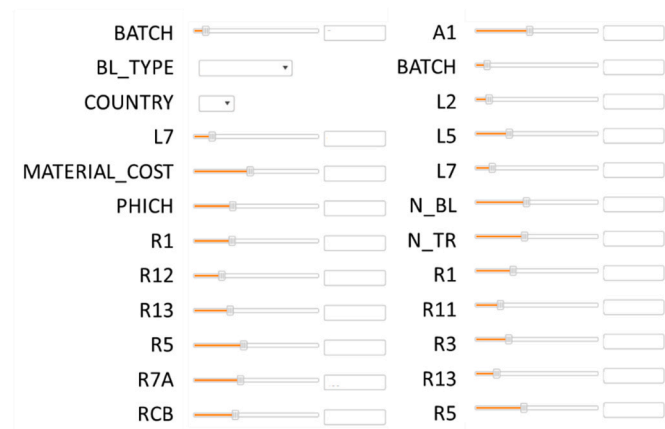 BATCH
BL_TYPE
COUNTRY
L7
MATERIAL_COST
PHICH
R1
R12
R13
R5
R7A
RCB
A1
BATCH
L2
L5
L7
N_BL
N_TR
R1
R11
R3
R13
R5